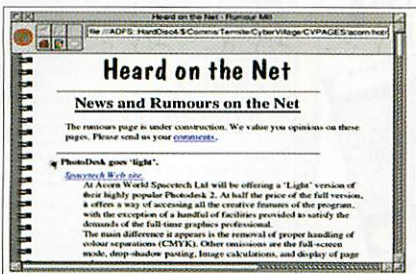 Heard on the Net - Rumour Mill
file:///ADFS::HardDisc4/$/Comms/Termite/CyberVillage/CVPAGES/acorn/hot/
Heard on the Net
News and Rumours on the Net
The rumours page is under construction. We value you opinions on these
pages. Please send us your comments.
PhotoDesk goes 'light'.
Spacetech Web site.
At Acorn World Spacetech Ltd will be offering a 'Light' version of
their highly popular Photodesk 2. At half the price of the full version,
it offers a way of accessing all the creative features of the program,
with the exception of a handful of facilities provided to satisfy the
demands of the full-time graphics professional.
The main difference it appears is the removal of proper handling of
colour separations (CMYK). Other omissions are the full-screen
mode, drop-shadow pasting, Image calculations, and display of page